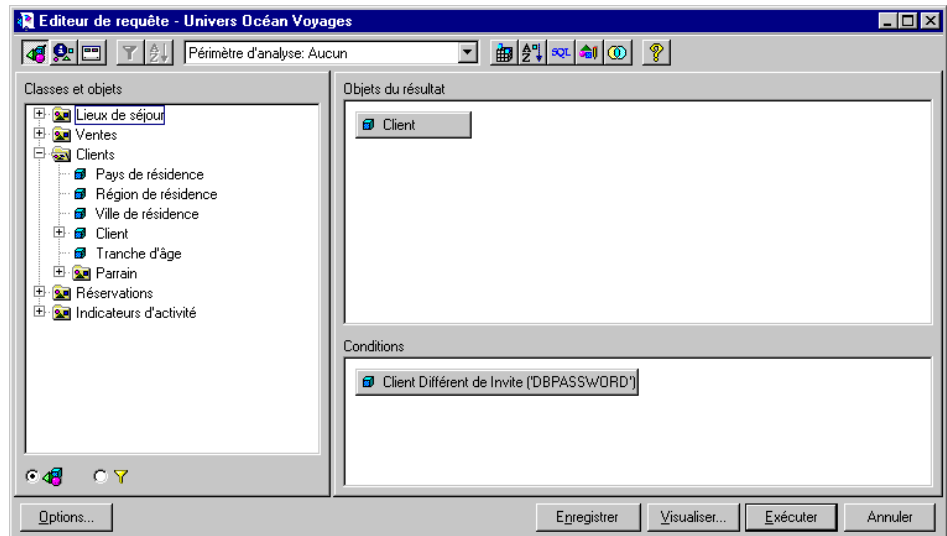 Editeur de requête - Univers Océan Voyages
Périmètre d'analyse: Aucun
SQL
Classes et objets
Lieux de séjour
Ventes
Clients
Pays de résidence
Région de résidence
Ville de résidence
Client
Tranche d'âge
Parrain
Réservations
Indicateurs d'activité
Objets du résultat
Client
Conditions
Client Différent de Invite ('DBPASSWORD')
Options...
Enregistrer
Visualiser...
Exécuter
Annuler